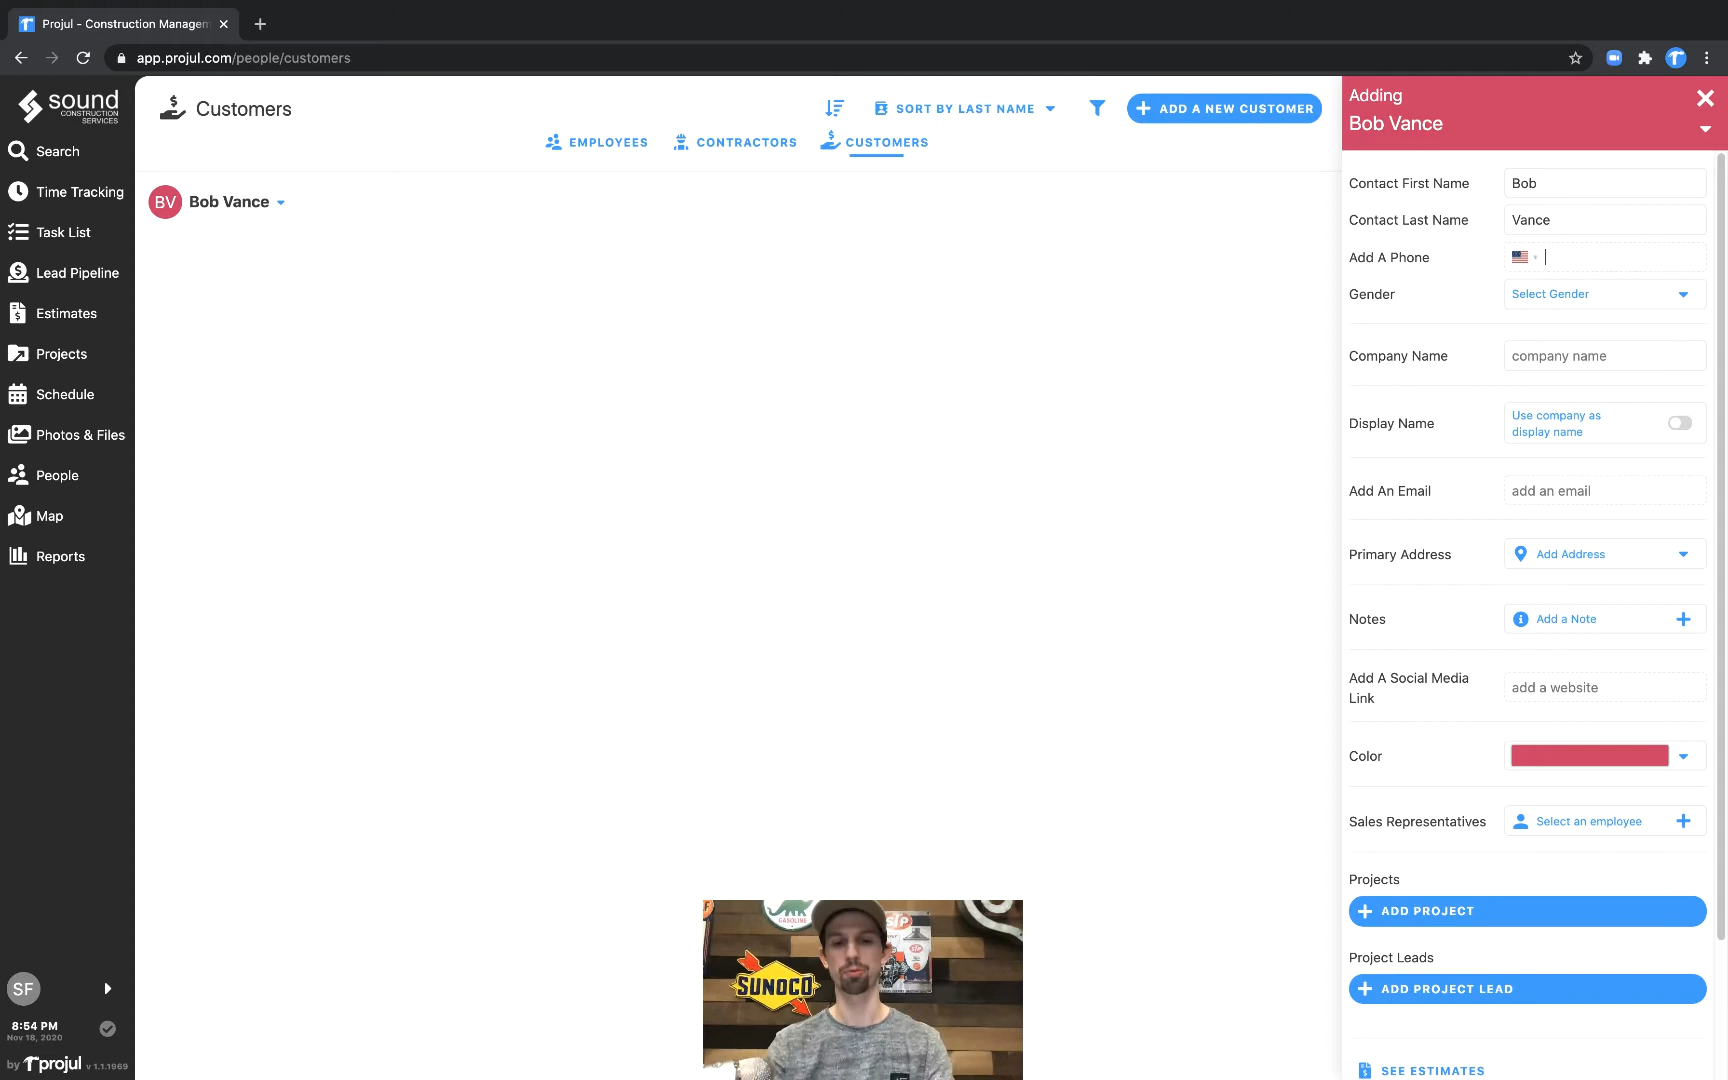 Projul - Construction Managem
app.projul.com/people/customers
sound
CONSTRUCTION
SERVICES
Search
Time Tracking
Task List
Lead Pipeline
Estimates
Projects
Schedule
Photos & Files
People
Map
Reports
SF
8:54 PM
Nov 18, 2020
by projul v 1.1.1969
Customers
SORT BY LAST NAME
ADD A NEW CUSTOMER
EMPLOYEES
CONTRACTORS
CUSTOMERS
BV Bob Vance
GASOLINE
SUNOCO
STP
STP
Adding
Bob Vance
Contact First Name Bob
Contact Last Name Vance
Add A Phone
Gender Select Gender
Company Name company name
Display Name Use company as
display name
Add An Email add an email
Primary Address Add Address
Notes Add a Note
Add A Social Media
Link add a website
Color
Sales Representatives Select an employee
Projects
ADD PROJECT
Project Leads
ADD PROJECT LEAD
SEE ESTIMATES